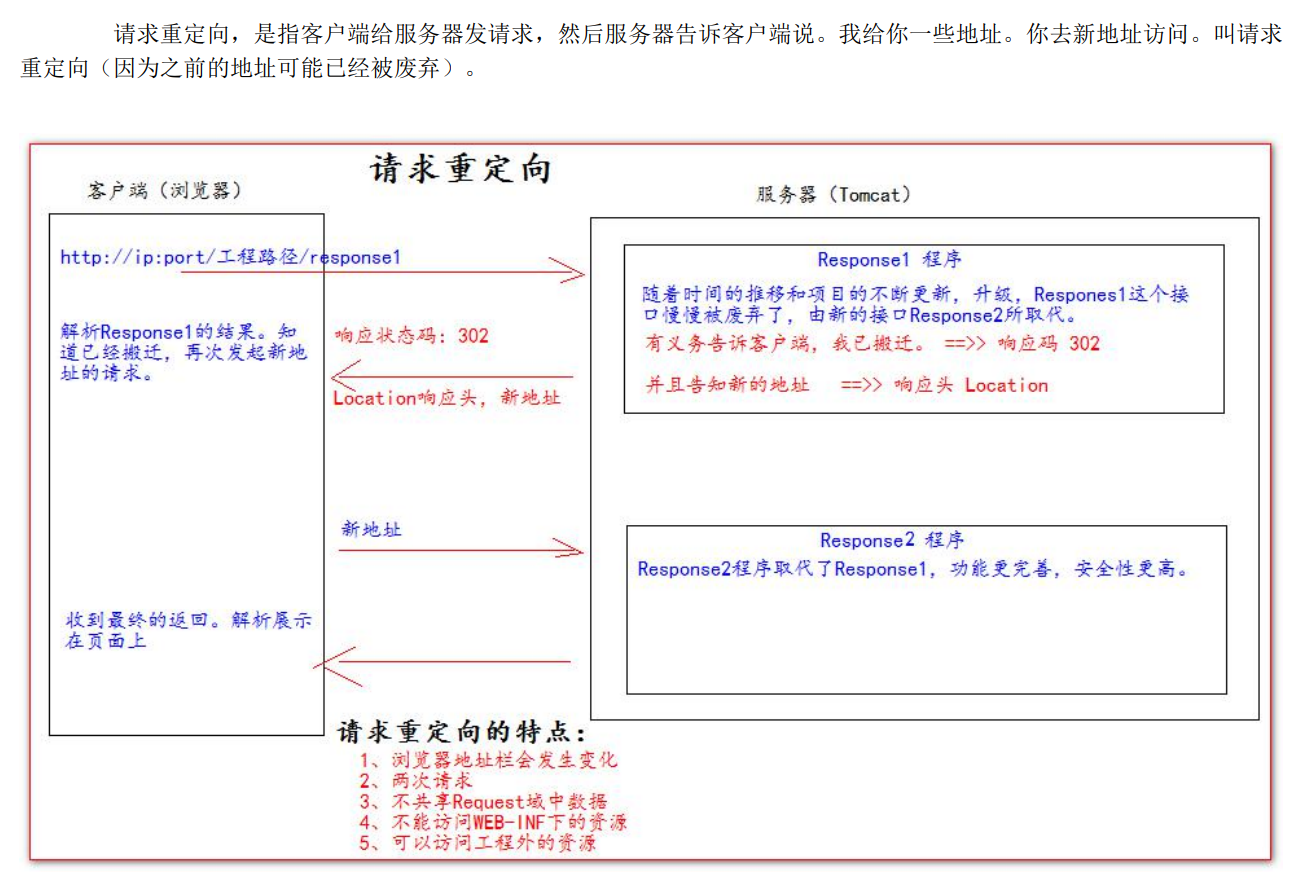 请求重定向，是指客户端给服务器发请求，然后服务器告诉客户端说。我给你一些地址。你去新地址访问。叫请求
重定向（因为之前的地址可能已经被废弃）。
请求重定向
客户端（浏览器）
服务器（Tomcat）
http://ip:port/工程路径/response1
Response1 程序
随着时间的推移和项目的不断更新，升级，Respones1这个接
口慢慢被废弃了，由新的接口Response2所取代。
有义务告诉客户端，我已搬迁。 ==>> 响应码 302
并且告知新的地址 ==>> 响应头 Location
解析Response1的结果。知
道已经搬迁，再次发起新地
址的请求。
响应状态码：302
Location响应头，新地址
新地址
Response2 程序
Response2程序取代了Response1，功能更完善，安全性更高。
收到最终的返回。解析展示
在页面上
请求重定向的特点：
1、浏览器地址栏会发生变化
2、两次请求
3、不共享Request域中数据
4、不能访问WEB-INF下的资源
5、可以访问工程外的资源